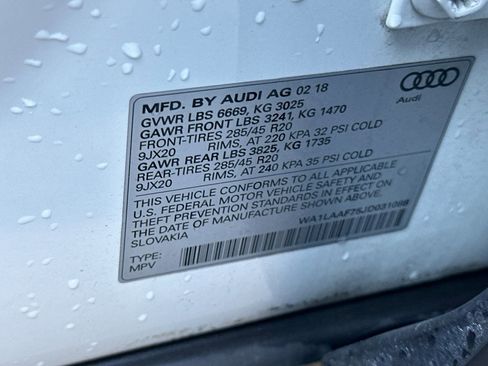 MFD. BY AUDI AG 02 18
GVWR LBS 6669, KG 3025
GAWR FRONT LBS 3241, KG 1470
FRONT-TIRES 285/45 R20
9JX20 RIMS, AT 220 KPA 32 PSI COLD
GAWR REAR LBS 3825, KG 1735
REAR-TIRES 285/45 R20
9JX20 RIMS, AT 240 KPA 35 PSI COLD
THIS VEHICLE CONFORMS TO ALL APPLICABLE
U.S. FEDERAL MOTOR VEHICLE
SAFETY STANDARDS IN EFFECT ON
THE DATE OF MANUFACTURE SHOWN ABOVE.
SLOVAKIA
TYPE:
MPV
Audi